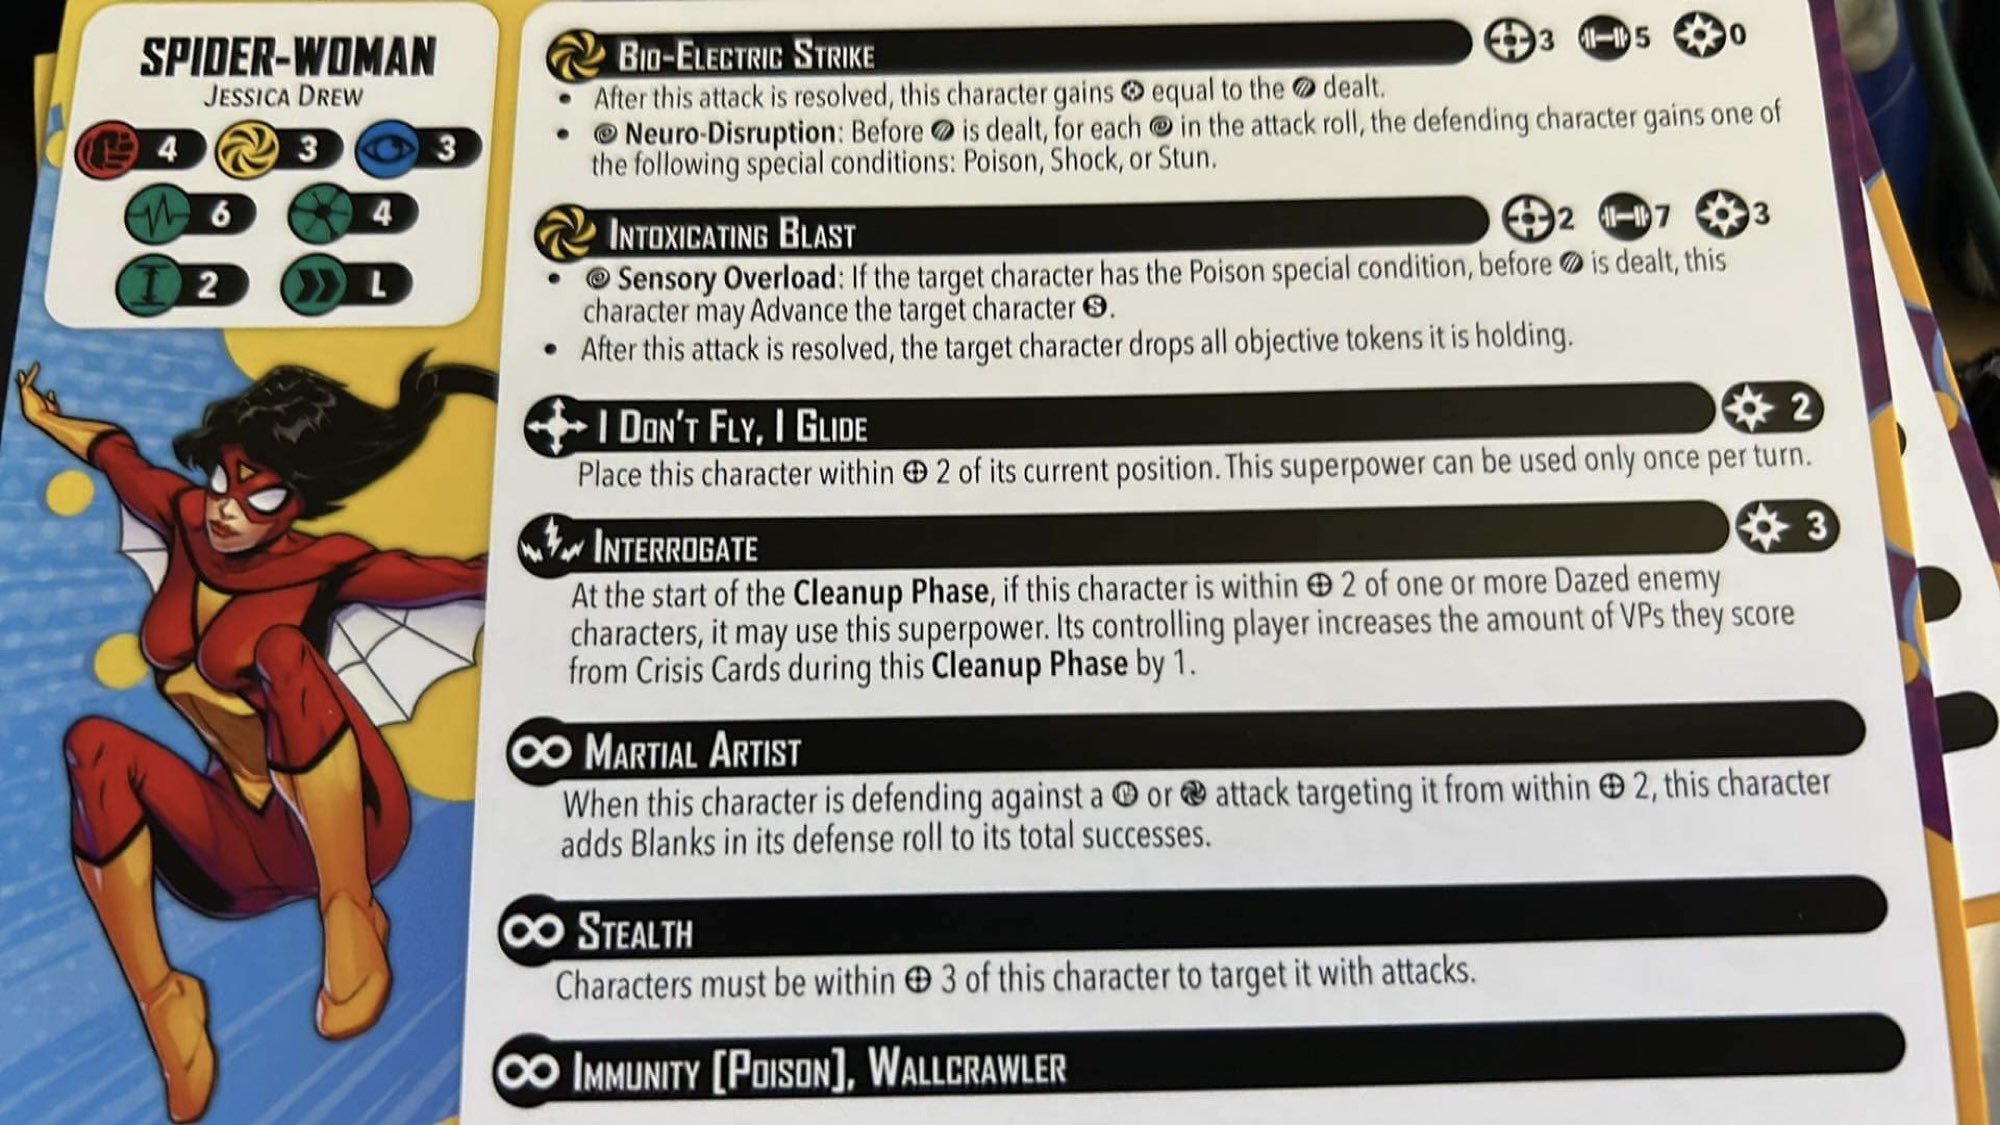 SPIDER-WOMAN
JESSICA DREW
4 3 3
6 4
2 L
BIO-ELECTRIC STRIKE 3 5 0
• After this attack is resolved, this character gains equal to the dealt.
• Neuro-Disruption: Before is dealt, for each in the attack roll, the defending character gains one of
the following special conditions: Poison, Shock, or Stun.
INTOXICATING BLAST 2 7 3
• Sensory Overload: If the target character has the Poison special condition, before is dealt, this
character may Advance the target character S.
• After this attack is resolved, the target character drops all objective tokens it is holding.
I DON'T FLY, I GLIDE 2
Place this character within 2 of its current position. This superpower can be used only once per turn.
INTERROGATE 3
At the start of the Cleanup Phase, if this character is within 2 of one or more Dazed enemy
characters, it may use this superpower. Its controlling player increases the amount of VPs they score
from Crisis Cards during this Cleanup Phase by 1.
MARTIAL ARTIST
When this character is defending against a or attack targeting it from within 2, this character
adds Blanks in its defense roll to its total successes.
STEALTH
Characters must be within 3 of this character to target it with attacks.
IMMUNITY [POISON], WALLCRAWLER